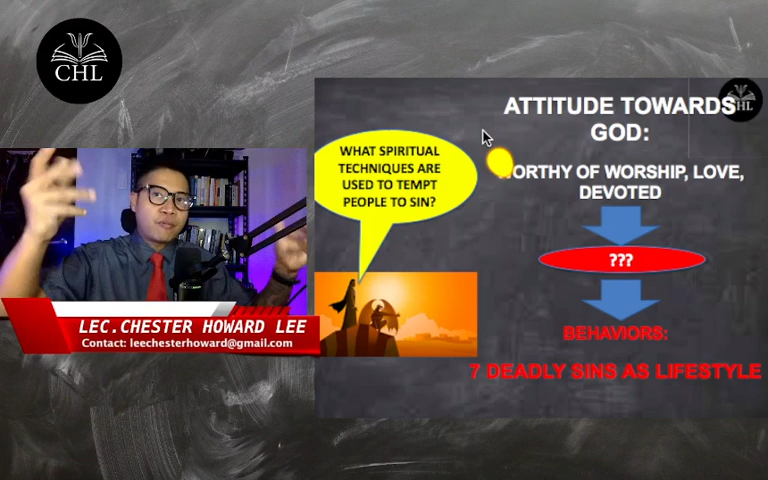 CHL
ATTITUDE TOWARDS
GOD:
WHAT SPIRITUAL
TECHNIQUES ARE
USED TO TEMPT
PEOPLE TO SIN?
ORTHY OF WORSHIP, LOVE,
DEVOTED
???
BEHAVIORS:
7 DEADLY SINS AS LIFESTYLE
LEC.CHESTER HOWARD LEE
Contact: leechesterhoward@gmail.com